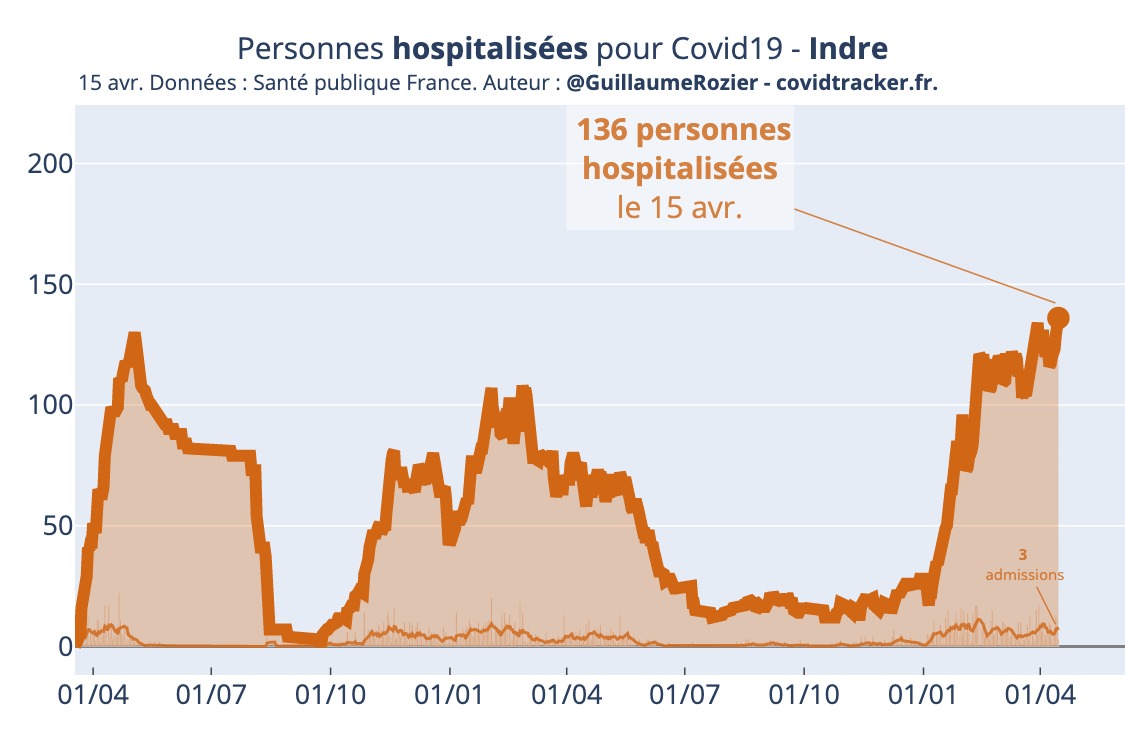 Personnes hospitalisées pour Covid19 - Indre
15 avr. Données : Santé publique France. Auteur : @GuillaumeRozier - covidtracker.fr.
136 personnes
hospitalisées
le 15 avr.
200
150
100
50
0
3
admissions
01/04 01/07 01/10 01/01 01/04 01/07 01/10 01/01 01/04